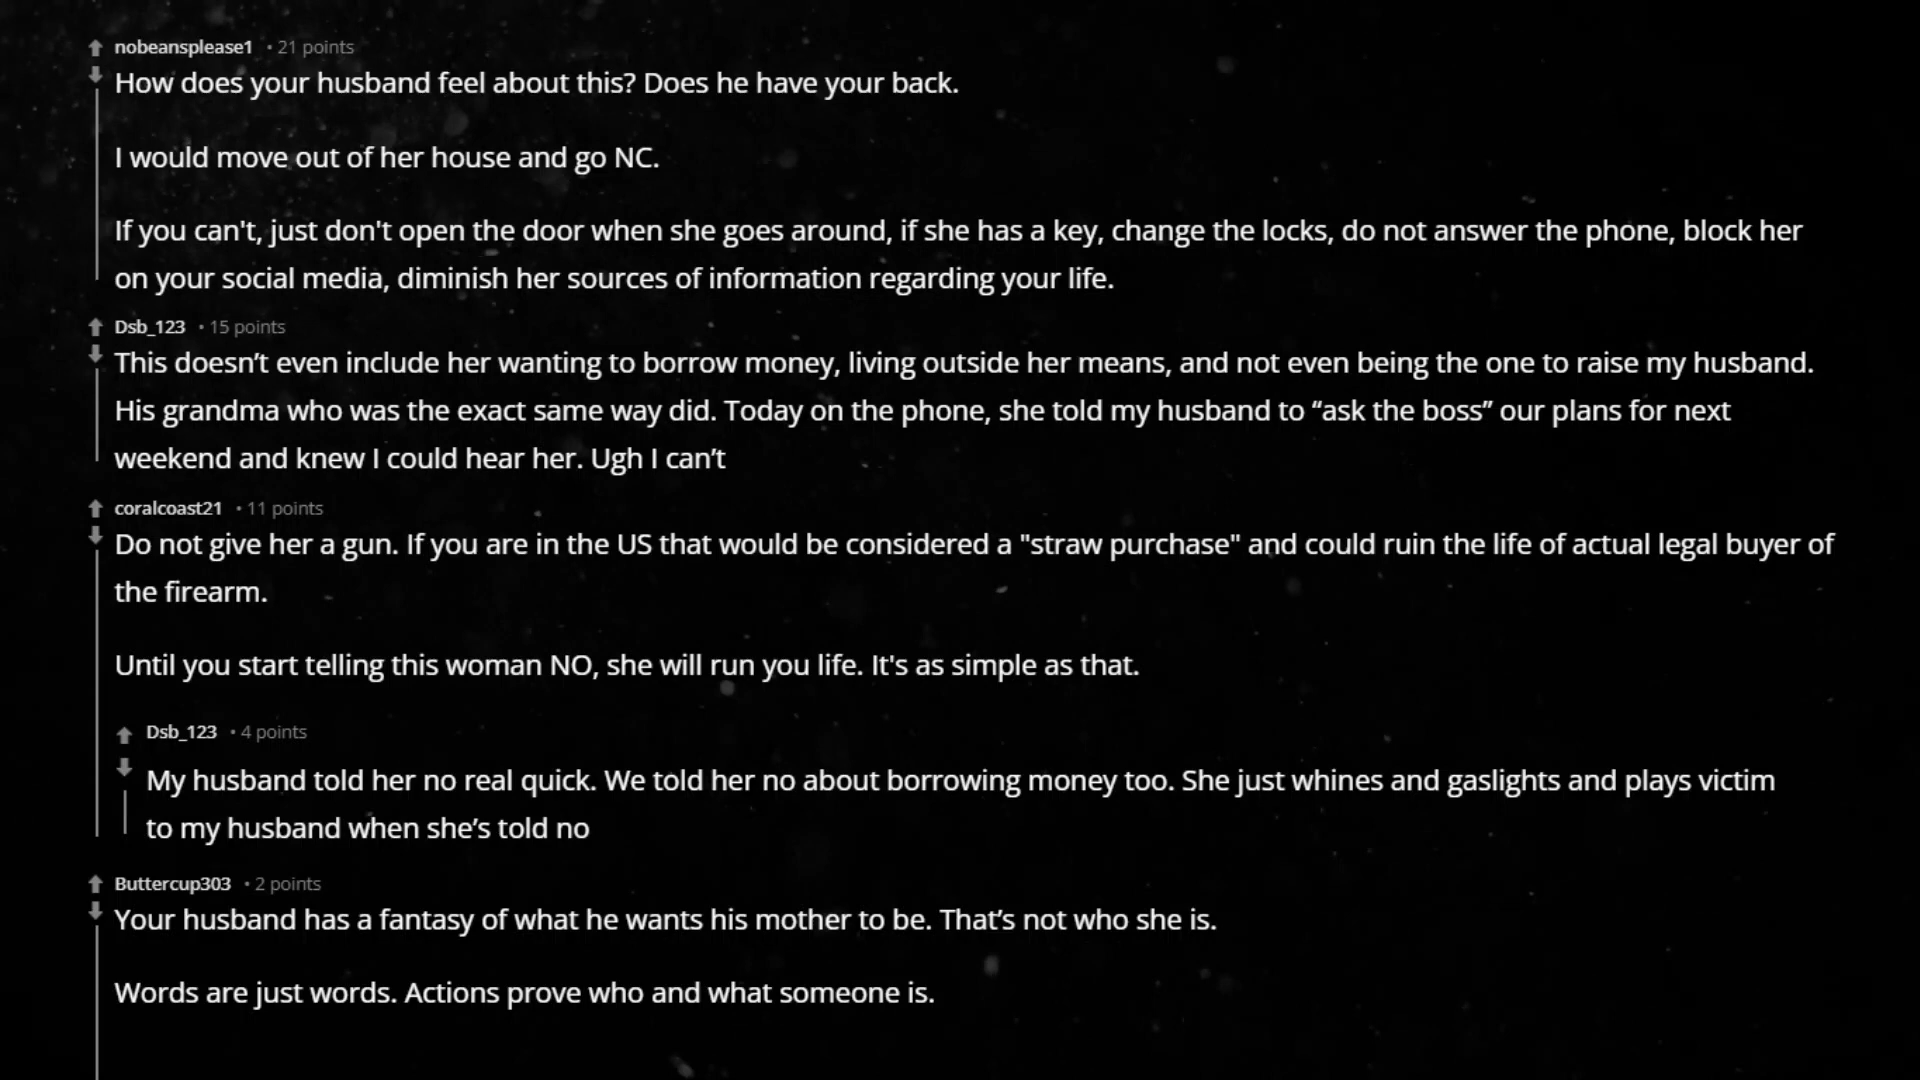 nobeansplease1 • 21 points
How does your husband feel about this? Does he have your back.
I would move out of her house and go NC.
If you can't, just don't open the door when she goes around, if she has a key, change the locks, do not answer the phone, block her
on your social media, diminish her sources of information regarding your life.
Dsb_123 • 15 points
This doesn’t even include her wanting to borrow money, living outside her means, and not even being the one to raise my husband.
His grandma who was the exact same way did. Today on the phone, she told my husband to “ask the boss” our plans for next
weekend and knew I could hear her. Ugh I can’t
coralcoast21 • 11 points
Do not give her a gun. If you are in the US that would be considered a "straw purchase" and could ruin the life of actual legal buyer of
the firearm.
Until you start telling this woman NO, she will run you life. It's as simple as that.
Dsb_123 • 4 points
My husband told her no real quick. We told her no about borrowing money too. She just whines and gaslights and plays victim
to my husband when she’s told no
Buttercup303 • 2 points
Your husband has a fantasy of what he wants his mother to be. That’s not who she is.
Words are just words. Actions prove who and what someone is.